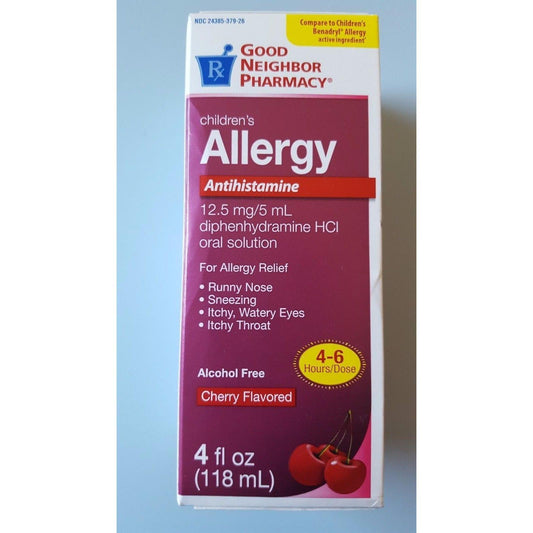 NDC 24385-379-26
Compare to Children's
Benadryl® Allergy
active ingredient*
Rx
GOOD
NEIGHBOR
PHARMACY®
children's
Allergy
Antihistamine
12.5 mg/5 mL
diphenhydramine HCl
oral solution
For Allergy Relief
• Runny Nose
• Sneezing
• Itchy, Watery Eyes
• Itchy Throat
4-6
Hours/Dose
Alcohol Free
Cherry Flavored
4 fl oz
(118 mL)